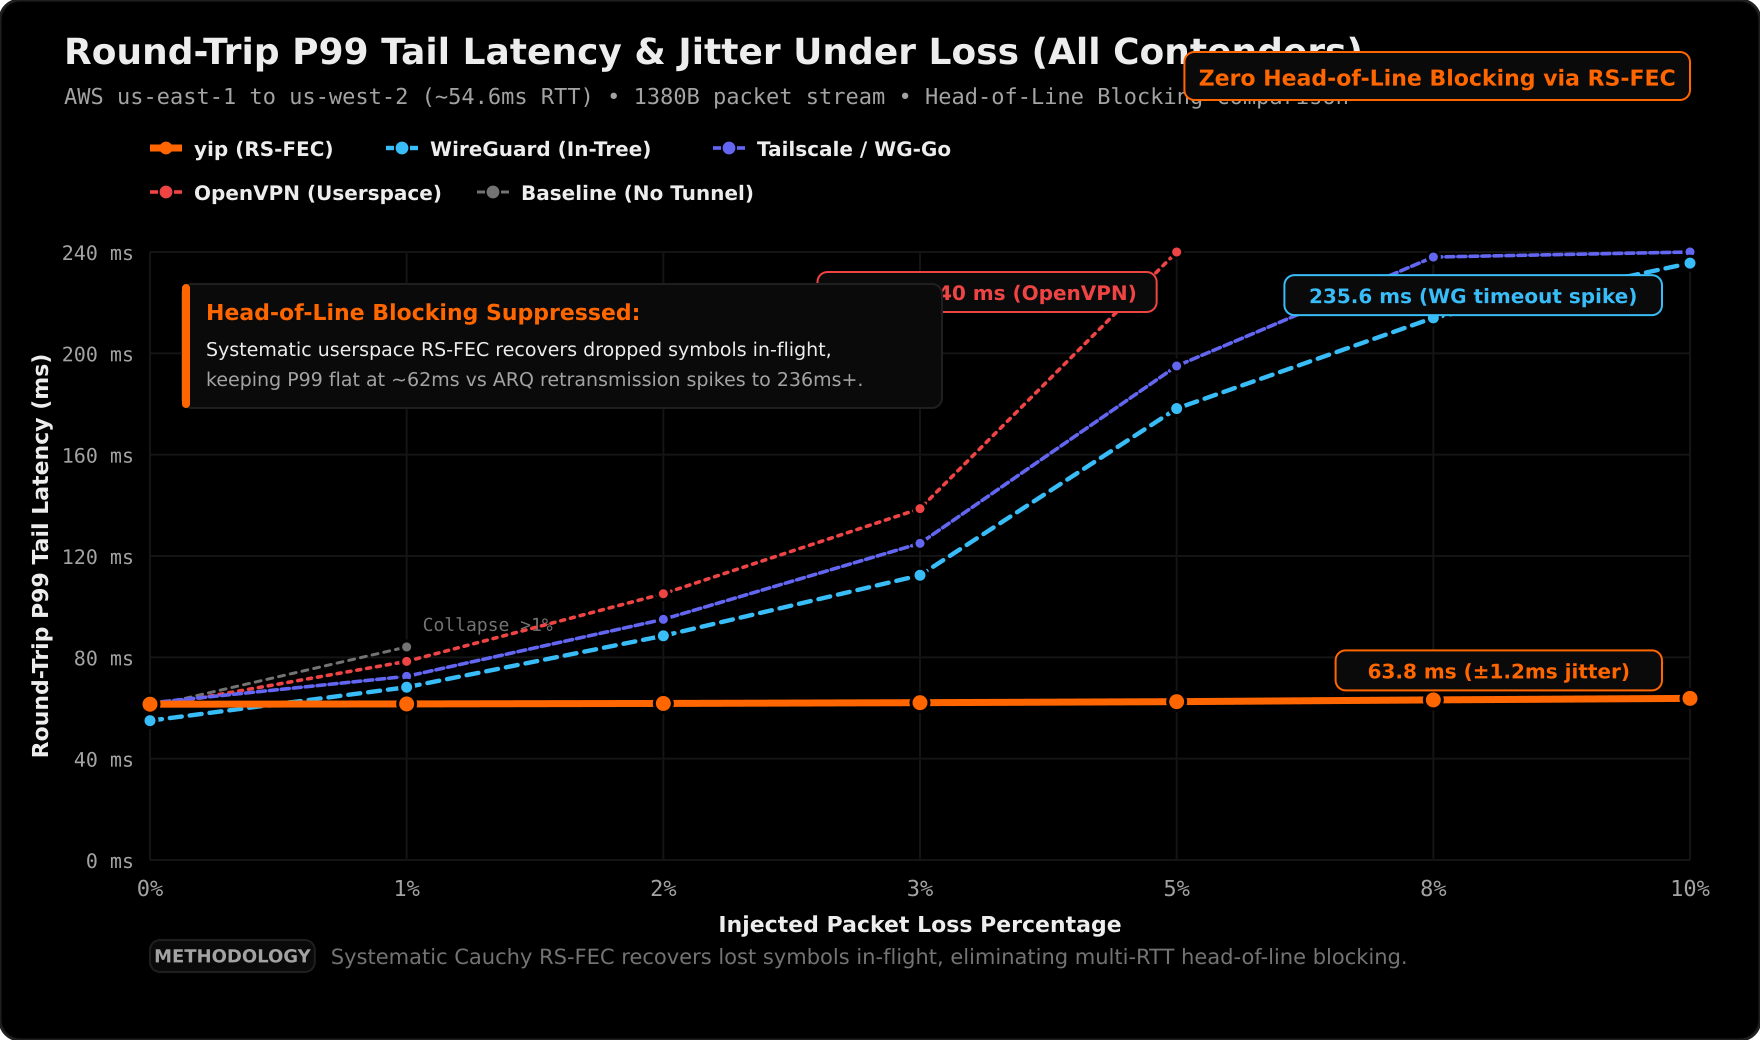 Round-Trip P99 Tail Latency & Jitter Under Loss (All Contenders)
Zero Head-of-Line Blocking via RS-FEC
AWS us-east-1 to us-west-2 (~54.6ms RTT) • 1380B packet stream • Head-of-Line Blocking comparison
yip (RS-FEC)
WireGuard (In-Tree)
Tailscale / WG-Go
OpenVPN (Userspace)
Baseline (No Tunnel)
240 ms
200 ms
160 ms
120 ms
80 ms
40 ms
0 ms
Round-Trip P99 Tail Latency (ms)
40 ms (OpenVPN)
235.6 ms (WG timeout spike)
Head-of-Line Blocking Suppressed:
Systematic userspace RS-FEC recovers dropped symbols in-flight,
keeping P99 flat at ~62ms vs ARQ retransmission spikes to 236ms+.
Collapse >1%
63.8 ms (±1.2ms jitter)
0%
1%
2%
3%
5%
8%
10%
Injected Packet Loss Percentage
METHODOLOGY
Systematic Cauchy RS-FEC recovers lost symbols in-flight, eliminating multi-RTT head-of-line blocking.